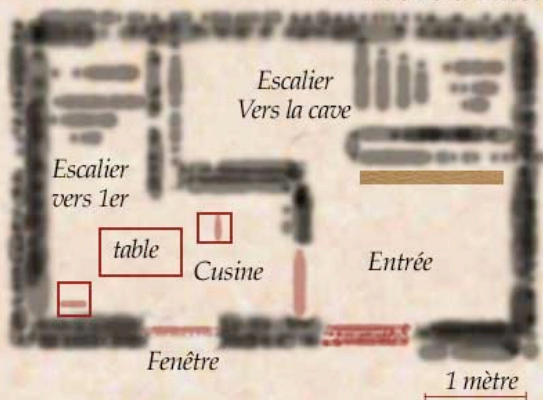 Escalier
Vers la cave
Escalier
vers 1er
table
Cusine
Entrée
Fenêtre
1 mètre